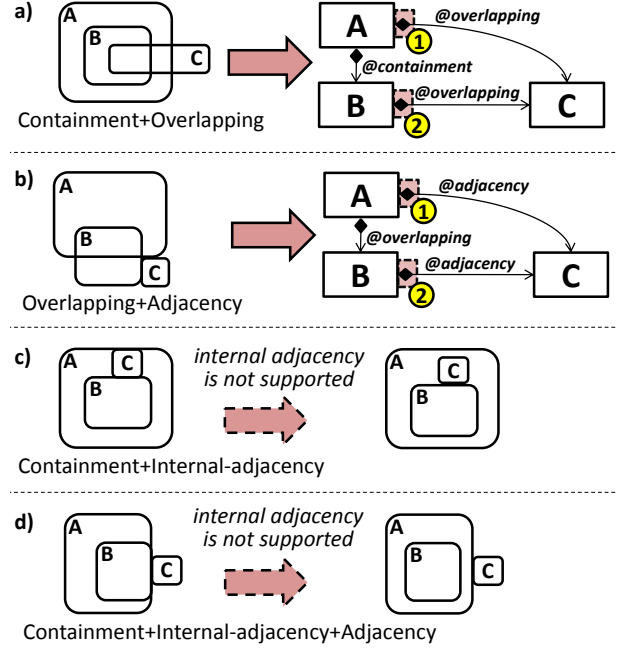 a)
A
B
C
Containment+Overlapping
A
@overlapping
1
@containment
B
@overlapping
2
C
b)
A
B
C
Overlapping+Adjacency
A
@adjacency
1
@overlapping
B
@adjacency
2
C
c)
A
C
B
Containment+Internal-adjacency
internal adjacency
is not supported
A
C
B
d)
A
B
C
internal adjacency
is not supported
A
B
C
Containment+Internal-adjacency+Adjacency